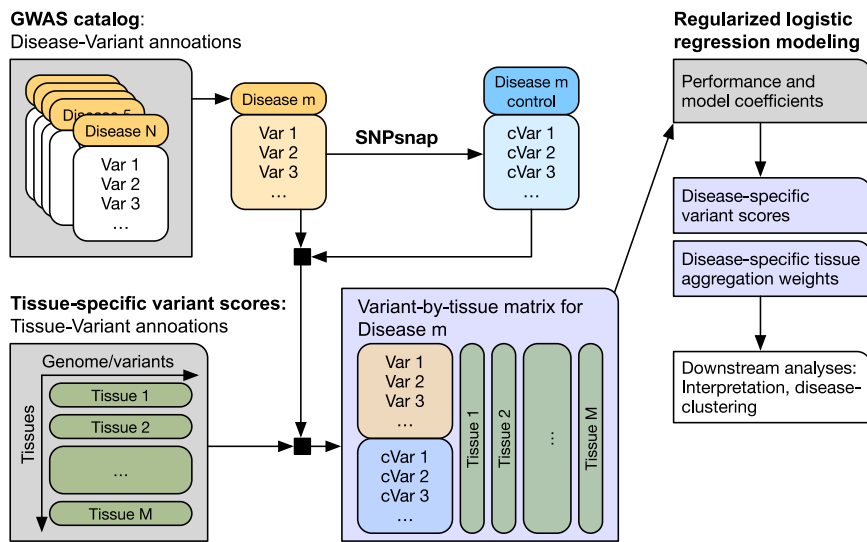 GWAS catalog:
Disease-Variant annoations
Disease N
Var 1
Var 2
Var 3
...
Disease m
Var 1
Var 2
Var 3
...
SNPsnap
Disease m
control
cVar 1
cVar 2
cVar 3
...
Tissue-specific variant scores:
Tissue-Variant annoations
Genome/variants
Tissues
Tissue 1
Tissue 2
...
Tissue M
Variant-by-tissue matrix for
Disease m
Var 1
Var 2
Var 3
...
cVar 1
cVar 2
cVar 3
...
Tissue 1
Tissue 2
...
Tissue M
Regularized logistic
regression modeling
Performance and
model coefficients
Disease-specific
variant scores
Disease-specific tissue
aggregation weights
Downstream analyses:
Interpretation, disease-
clustering